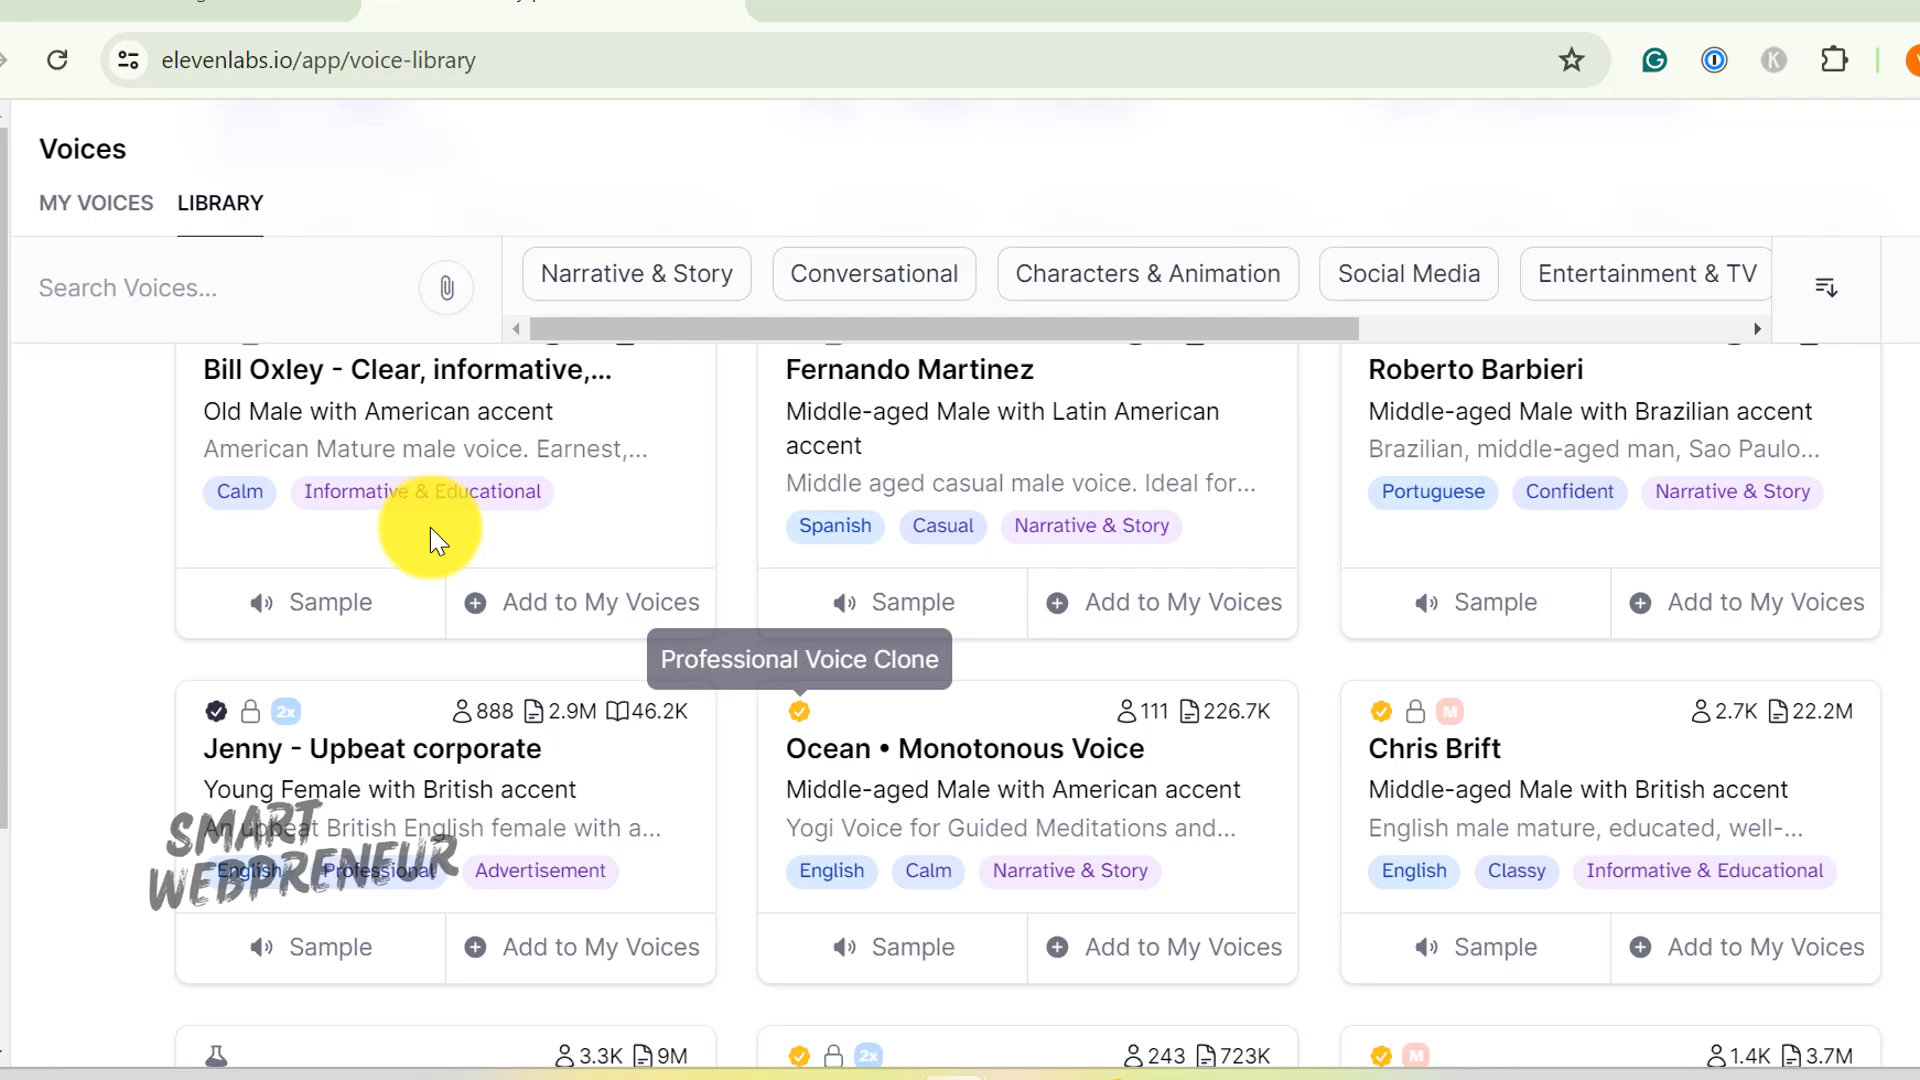 elevenlabs.io/app/voice-library
K
Voices
MY VOICES LIBRARY
Search Voices...
Narrative & Story
Conversational
Characters & Animation
Social Media
Entertainment & TV
Bill Oxley - Clear, informative,...
Old Male with American accent
American Mature male voice. Earnest,...
Calm Informative & Educational
Sample Add to My Voices
Fernando Martinez
Middle-aged Male with Latin American
accent
Middle aged casual male voice. Ideal for...
Spanish Casual Narrative & Story
Sample Add to My Voices
Roberto Barbieri
Middle-aged Male with Brazilian accent
Brazilian, middle-aged man, Sao Paulo...
Portuguese Confident Narrative & Story
Sample Add to My Voices
Professional Voice Clone
2x 888 2.9M 46.2K
Jenny - Upbeat corporate
Young Female with British accent
An upbeat British English female with a...
English Professional Advertisement
SMART
WEBPRENEUR
Sample Add to My Voices
111 226.7K
Ocean • Monotonous Voice
Middle-aged Male with American accent
Yogi Voice for Guided Meditations and...
English Calm Narrative & Story
Sample Add to My Voices
M 2.7K 22.2M
Chris Brift
Middle-aged Male with British accent
English male mature, educated, well-...
English Classy Informative & Educational
Sample Add to My Voices
3.3K 9M
2x 243 723K
M 1.4K 3.7M